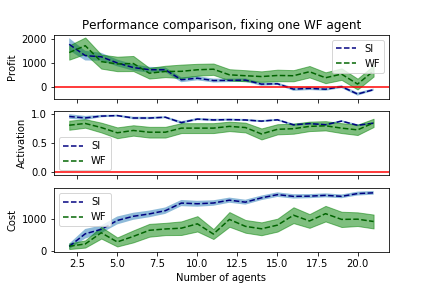 Performance comparison, fixing one WF agent
2000
1000
0
Profit
SI
WF
1.0
0.5
0.0
Activation
SI
WF
1000
0
Cost
SI
WF
2.5 5.0 7.5 10.0 12.5 15.0 17.5 20.0
Number of agents